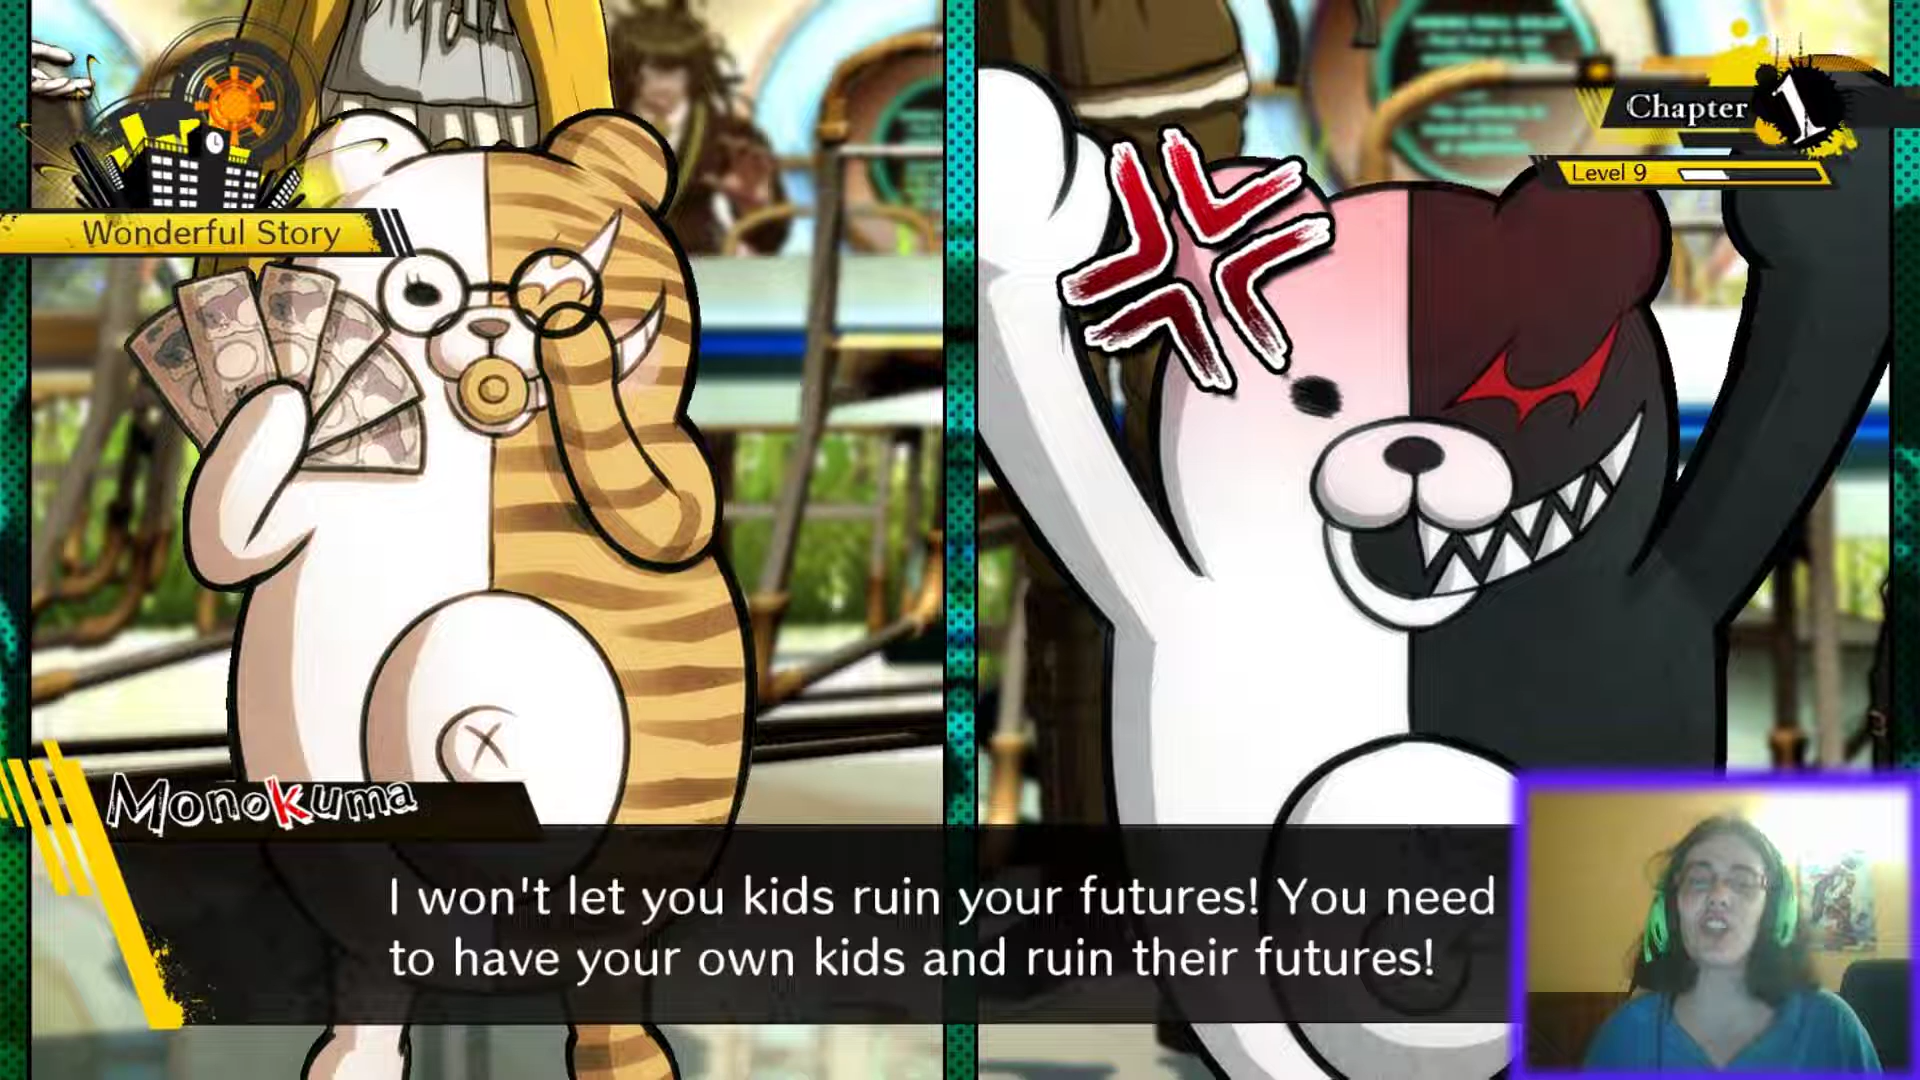 Wonderful Story
Chapter 1
Level 9
Monokuma
I won't let you kids ruin your futures! You need
to have your own kids and ruin their futures!